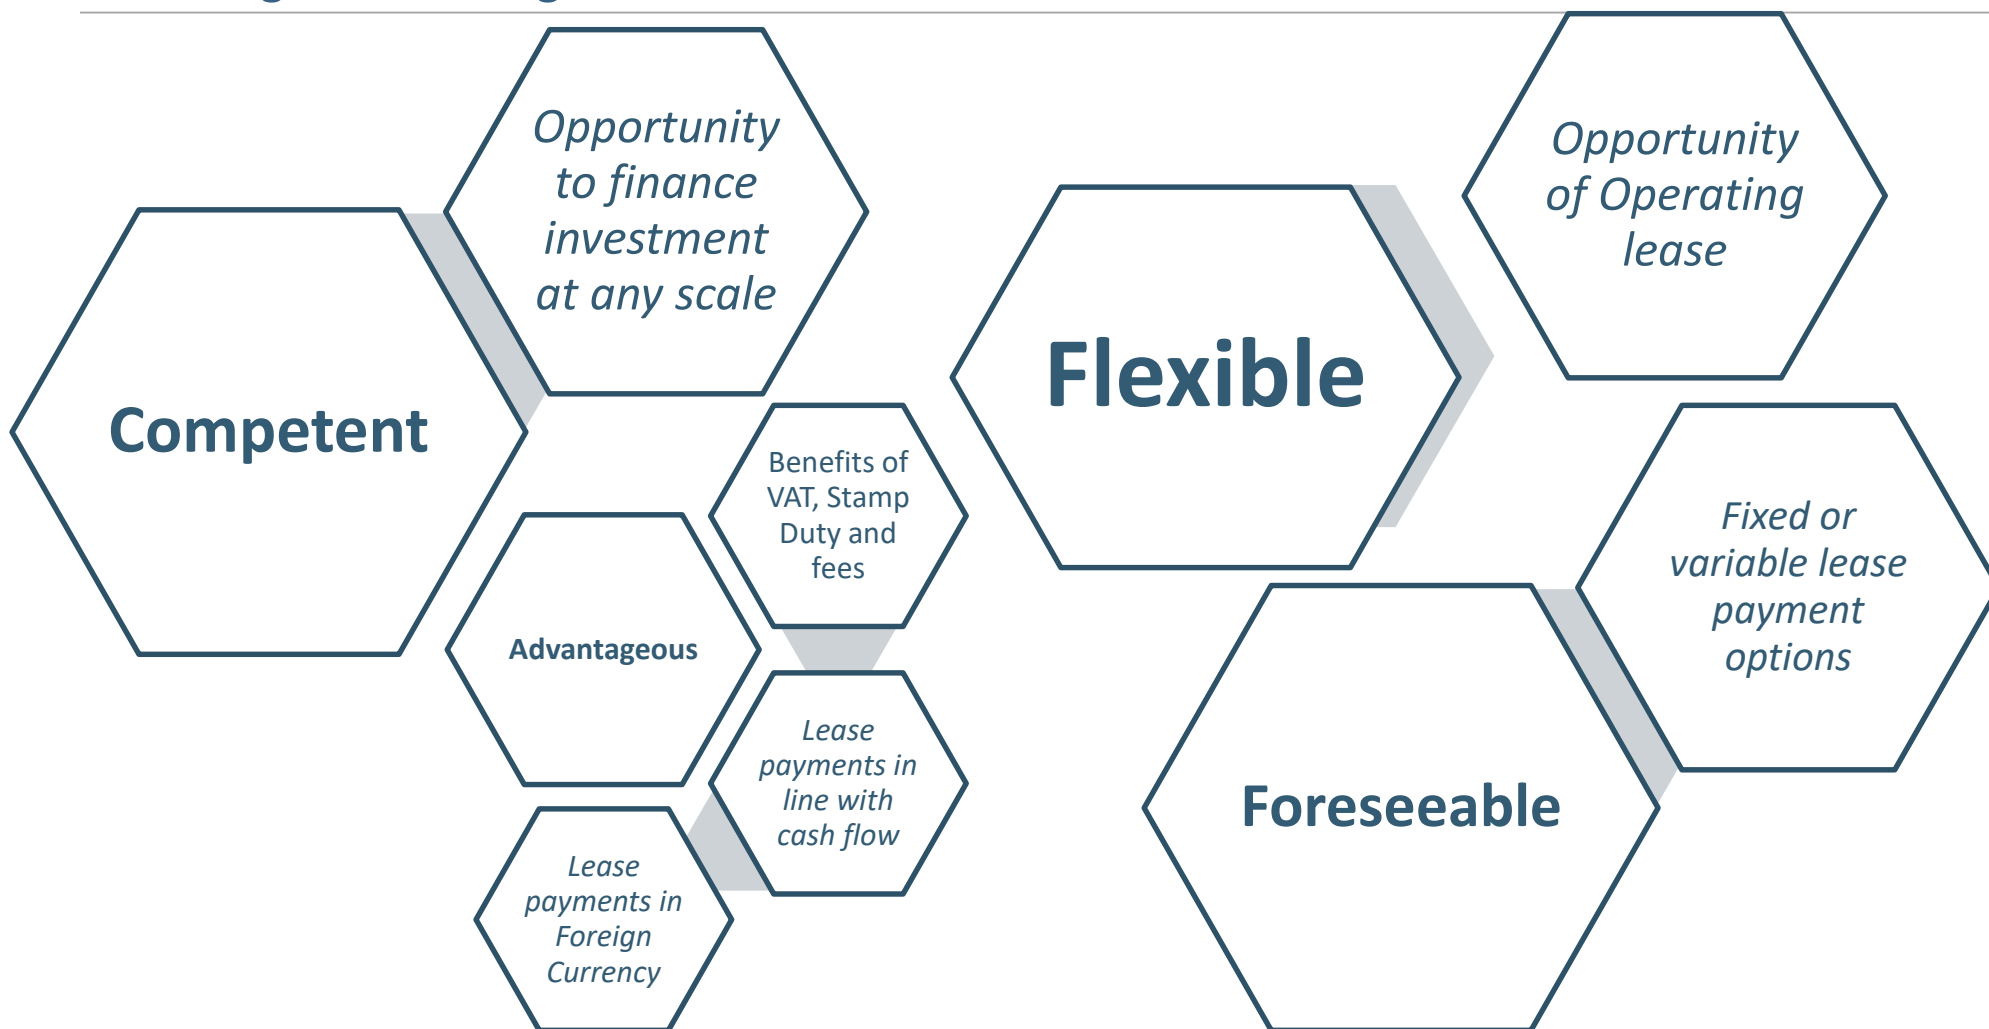 Opportunity
to finance
investment
at any scale
Competent
Benefits of
VAT, Stamp
Duty and
fees
Advantageous
Lease
payments in
line with
cash flow
Lease
payments in
Foreign
Currency
Flexible
Opportunity
of Operating
lease
Foreseeable
Fixed or
variable lease
payment
options